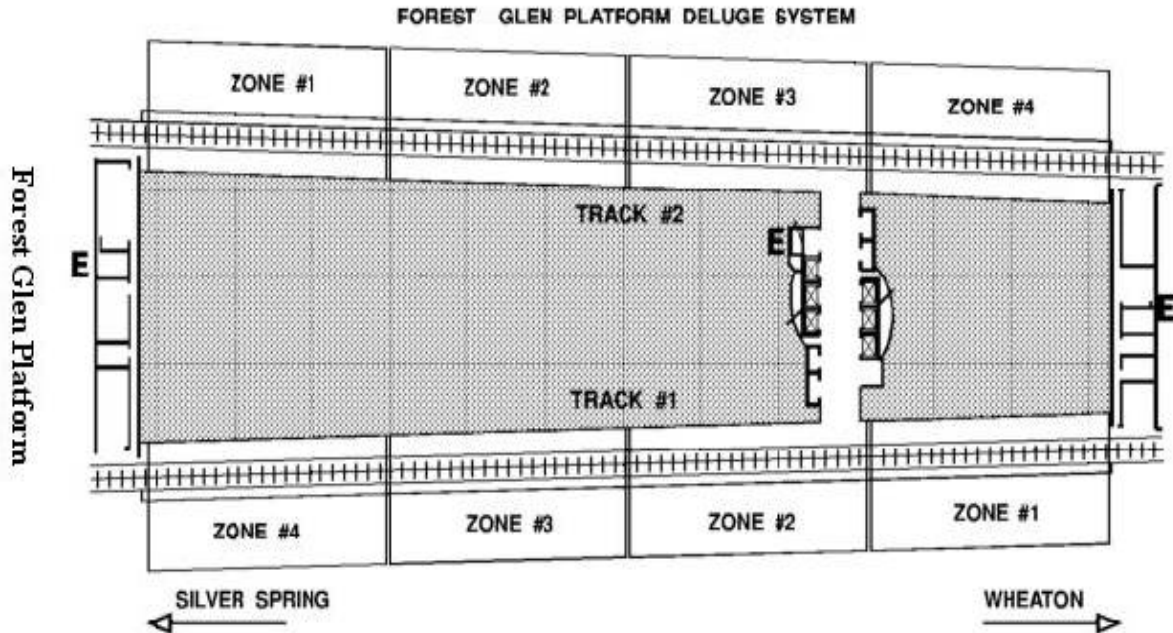 FOREST GLEN PLATFORM DELUGE SYSTEM
ZONE #1
ZONE #2
ZONE #3
ZONE #4
Forest Glen Platform
TRACK #2
E
E
E
TRACK #1
ZONE #4
ZONE #3
ZONE #2
ZONE #1
SILVER SPRING
WHEATON